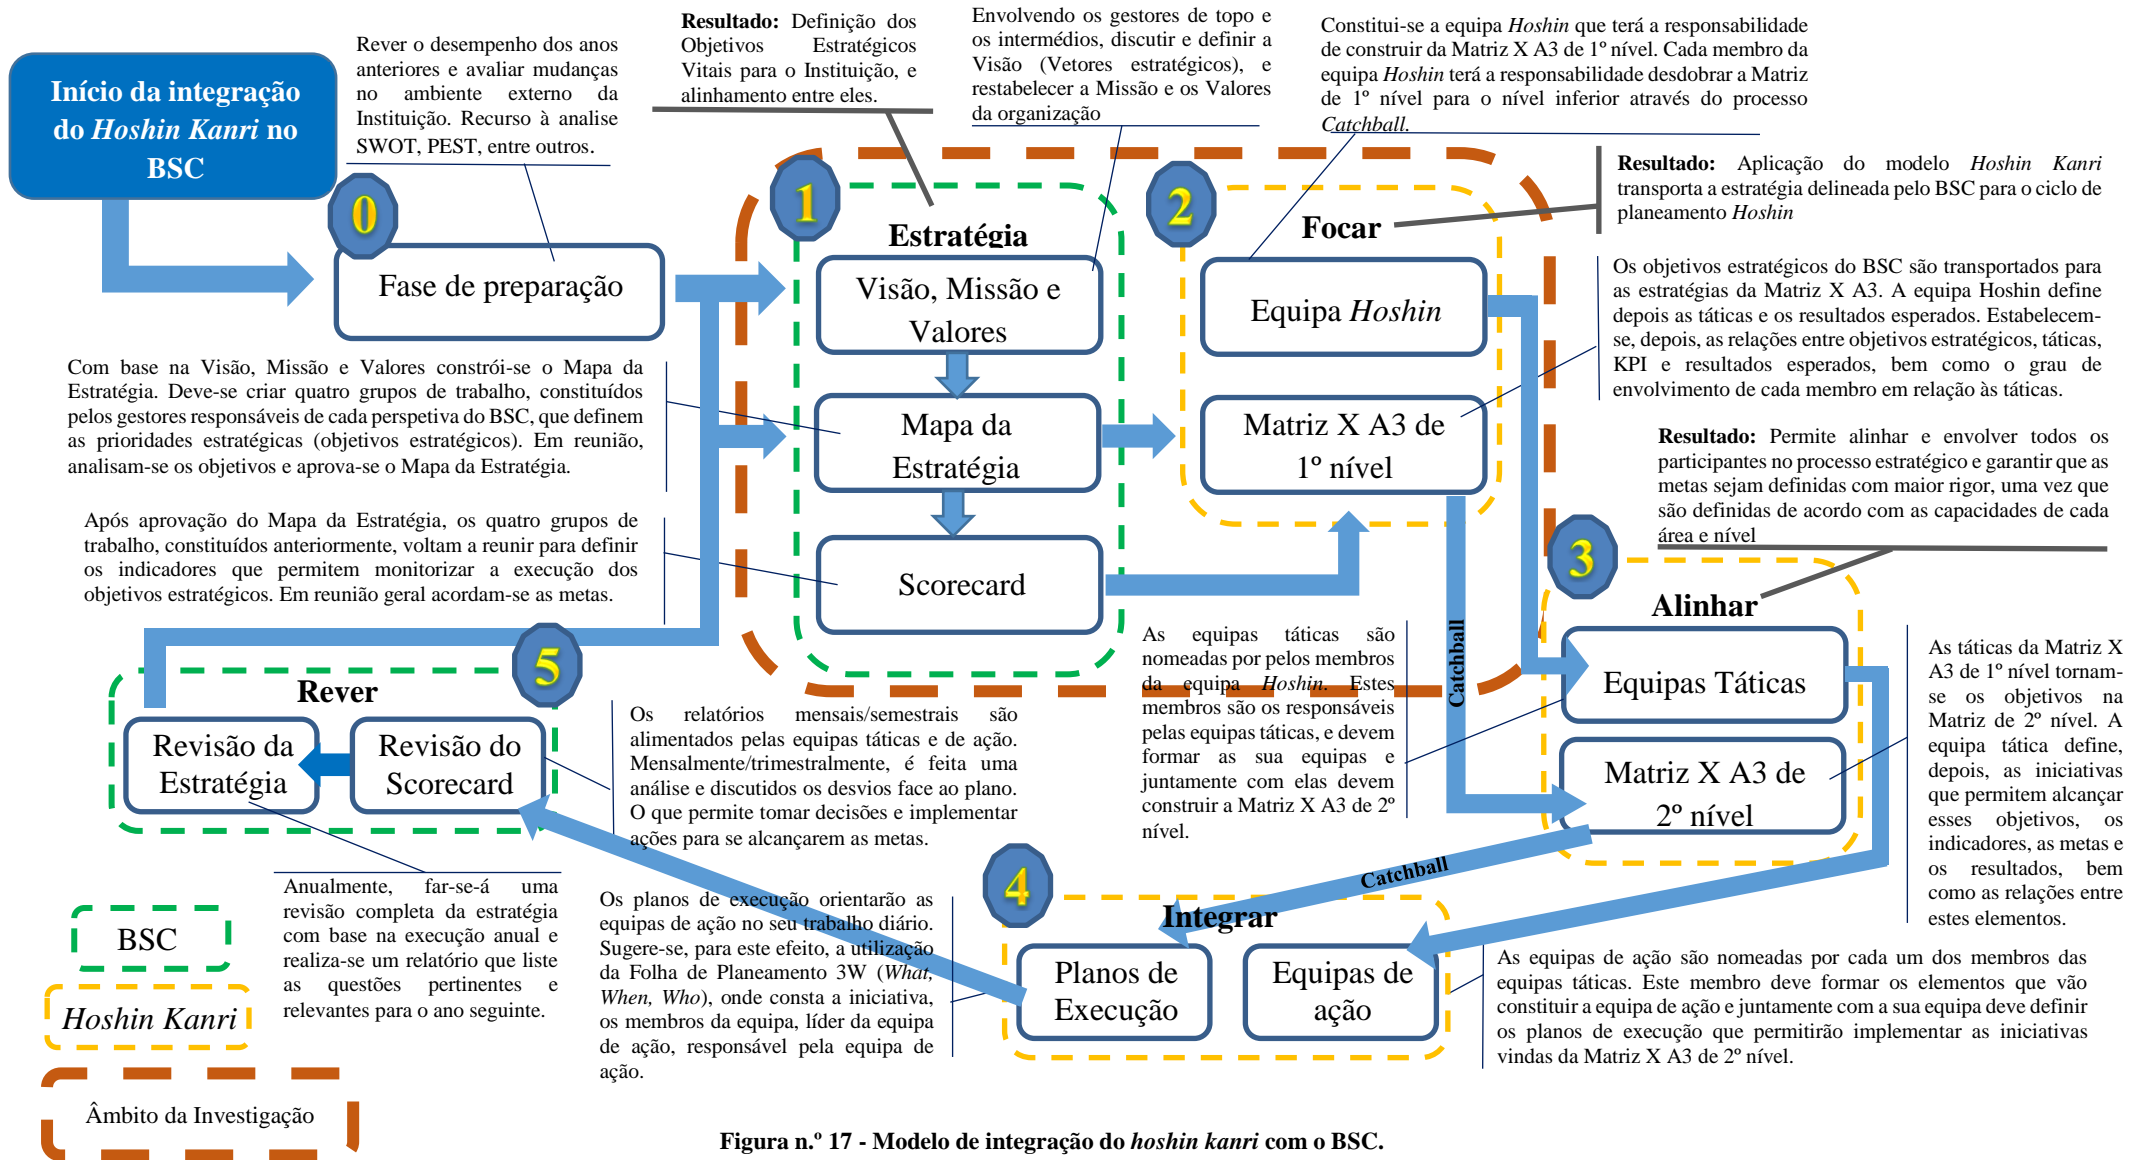 Início da integração
do Hoshin Kanri no
BSC
Rever o desempenho dos anos
anteriores e avaliar mudanças
no ambiente externo da
Instituição. Recurso à analise
SWOT, PEST, entre outros.
Resultado: Definição dos
Objetivos Estratégicos
Vitais para o Instituição, e
alinhamento entre eles.
Envolvendo os gestores de topo e
os intermédios, discutir e definir a
Visão (Vetores estratégicos), e
restabelecer a Missão e os Valores
da organização
Constitui-se a equipa Hoshin que terá a responsabilidade
de construir da Matriz X A3 de 1º nível. Cada membro da
equipa Hoshin terá a responsabilidade desdobrar a Matriz
de 1º nível para o nível inferior através do processo
Catchball.
Resultado: Aplicação do modelo Hoshin Kanri
transporta a estratégia delineada pelo BSC para o ciclo de
planeamento Hoshin
0
Fase de preparação
1
Estratégia
Visão, Missão e
Valores
Mapa da
Estratégia
Scorecard
2
Focar
Equipa Hoshin
Matriz X A3 de
1º nível
Os objetivos estratégicos do BSC são transportados para
as estratégias da Matriz X A3. A equipa Hoshin define
depois as táticas e os resultados esperados. Estabelecem-
se, depois, as relações entre objetivos estratégicos, táticas,
KPI e resultados esperados, bem como o grau de
envolvimento de cada membro em relação às táticas.
Com base na Visão, Missão e Valores constrói-se o Mapa da
Estratégia. Deve-se criar quatro grupos de trabalho, constituídos
pelos gestores responsáveis de cada perspetiva do BSC, que definem
as prioridades estratégicas (objetivos estratégicos). Em reunião,
analisam-se os objetivos e aprova-se o Mapa da Estratégia.
Após aprovação do Mapa da Estratégia, os quatro grupos de
trabalho, constituídos anteriormente, voltam a reunir para definir
os indicadores que permitem monitorizar a execução dos
objetivos estratégicos. Em reunião geral acordam-se as metas.
Resultado: Permite alinhar e envolver todos os
participantes no processo estratégico e garantir que as
metas sejam definidas com maior rigor, uma vez que
são definidas de acordo com as capacidades de cada
área e nível
3
Alinhar
Equipas Táticas
Matriz X A3 de
2º nível
Catchball
As equipas táticas são
nomeadas por pelos membros
da equipa Hoshin. Estes
membros são os responsáveis
pelas equipas táticas, e devem
formar as sua equipas e
juntamente com elas devem
construir a Matriz X A3 de 2º
nível.
As táticas da Matriz X
A3 de 1º nível tornam-
se os objetivos na
Matriz de 2º nível. A
equipa tática define,
depois, as iniciativas
que permitem alcançar
esses objetivos, os
indicadores, as metas e
os resultados, bem
como as relações entre
estes elementos.
5
Rever
Revisão da
Estratégia
Revisão do
Scorecard
Os relatórios mensais/semestrais são
alimentados pelas equipas táticas e de ação.
Mensalmente/trimestralmente, é feita uma
análise e discutidos os desvios face ao plano.
O que permite tomar decisões e implementar
ações para se alcançarem as metas.
Anualmente, far-se-á uma
revisão completa da estratégia
com base na execução anual e
realiza-se um relatório que liste
as questões pertinentes e
relevantes para o ano seguinte.
Os planos de execução orientarão as
equipas de ação no seu trabalho diário.
Sugere-se, para este efeito, a utilização
da Folha de Planeamento 3W (What,
When, Who), onde consta a iniciativa,
os membros da equipa, líder da equipa
de ação, responsável pela equipa de
ação.
4
Catchball
Integrar
Planos de
Execução
Equipas de
ação
As equipas de ação são nomeadas por cada um dos membros das
equipas táticas. Este membro deve formar os elementos que vão
constituir a equipa de ação e juntamente com a sua equipa deve definir
os planos de execução que permitirão implementar as iniciativas
vindas da Matriz X A3 de 2º nível.
BSC
Hoshin Kanri
Âmbito da Investigação
Figura n.º 17 - Modelo de integração do hoshin kanri com o BSC.